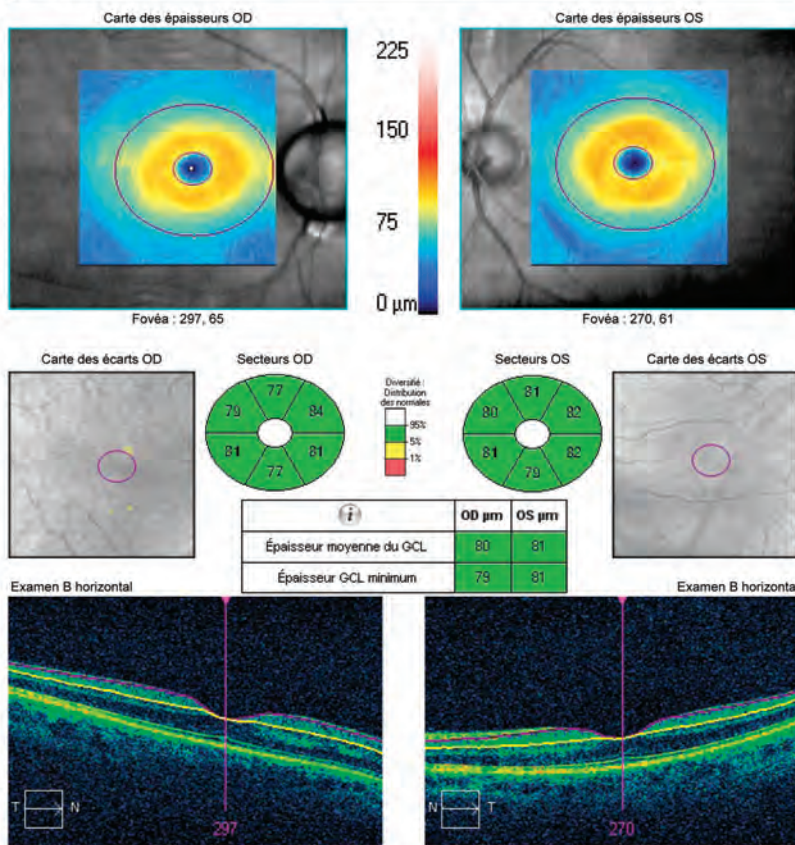 Carte des épaisseurs OD
Carte des épaisseurs OS
225
150
75
0 µm
Fovéa : 297, 65
Fovéa : 270, 61
Carte des écarts OD
Secteurs OD
Secteurs OS
Carte des écarts OS
Diversifié :
Distribution
des normales
95%
5%
1%
77
79 84
81 81
77
81
80 82
81 82
79
i OD µm OS µm
Épaisseur moyenne du GCL 80 81
Épaisseur GCL minimum 79 81
Examen B horizontal
Examen B horizontal
T N
297
N T
270